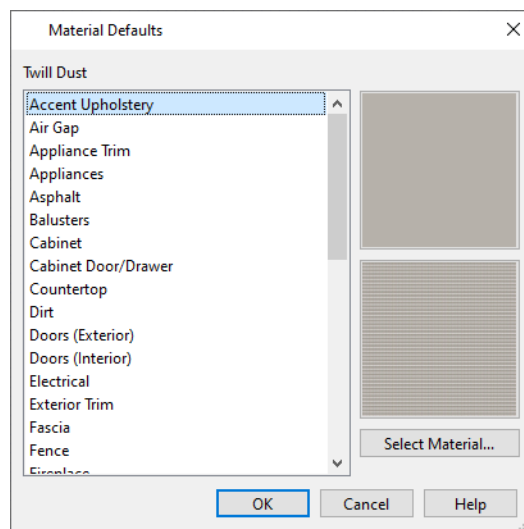 Material Defaults
Twill Dust
Accent Upholstery
Air Gap
Appliance Trim
Appliances
Asphalt
Balusters
Cabinet
Cabinet Door/Drawer
Countertop
Dirt
Doors (Exterior)
Doors (Interior)
Electrical
Exterior Trim
Fascia
Fence
Fireplace
Select Material...
OK
Cancel
Help